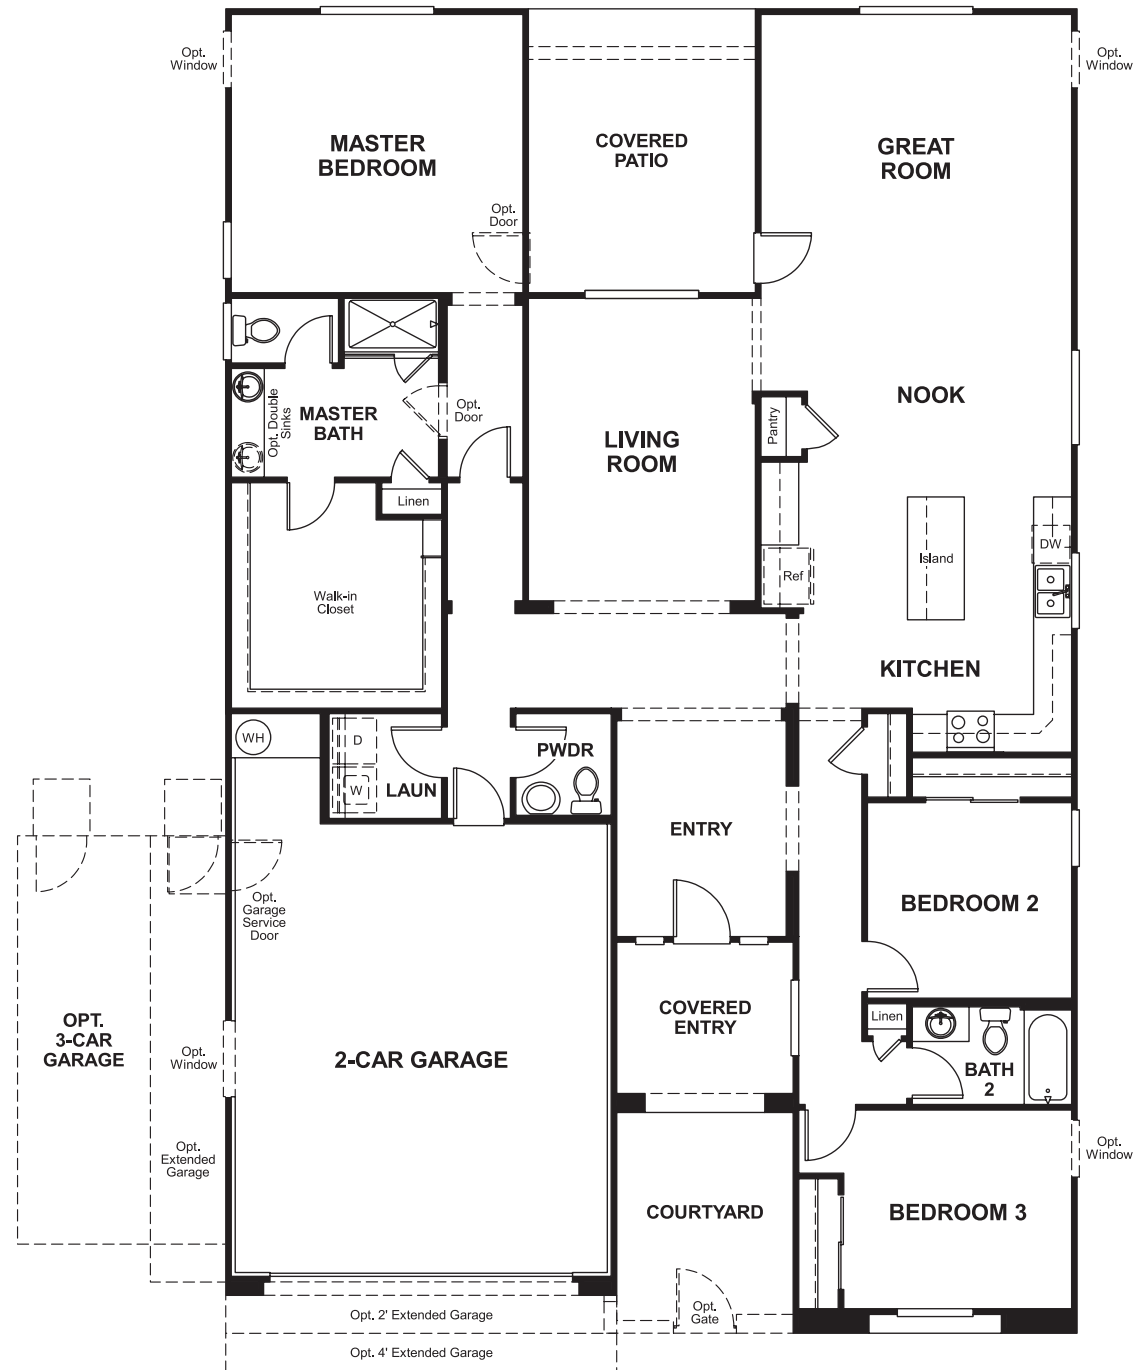 Opt.
Window
Opt.
Window
MASTER
BEDROOM
COVERED
PATIO
GREAT
ROOM
Opt.
Door
Opt. Double
Sinks
MASTER
BATH
Opt.
Door
NOOK
Pantry
LIVING
ROOM
Linen
Island
DW
Ref
Walk-in
Closet
KITCHEN
WH
D
W
LAUN
PWDR
ENTRY
Opt.
Garage
Service
Door
BEDROOM 2
COVERED
ENTRY
Linen
OPT.
3-CAR
GARAGE
Opt.
Window
2-CAR GARAGE
BATH
2
Opt.
Extended
Garage
Opt.
Window
COURTYARD
BEDROOM 3
Opt. 2' Extended Garage
Opt.
Gate
Opt. 4' Extended Garage